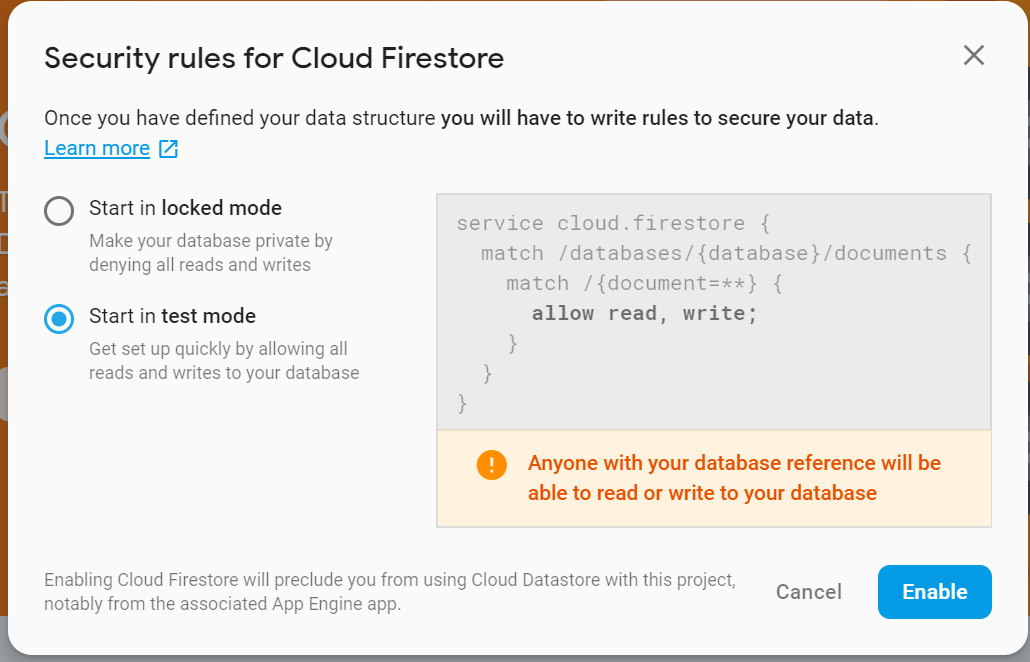 Security rules for Cloud Firestore
Once you have defined your data structure you will have to write rules to secure your data.
Learn more
Start in locked mode
Make your database private by
denying all reads and writes
Start in test mode
Get set up quickly by allowing all
reads and writes to your database
service cloud.firestore {
match /databases/{database}/documents {
match /{document=**} {
allow read, write;
}
}
}
Anyone with your database reference will be
able to read or write to your database
Enabling Cloud Firestore will preclude you from using Cloud Datastore with this project,
notably from the associated App Engine app.
Cancel
Enable